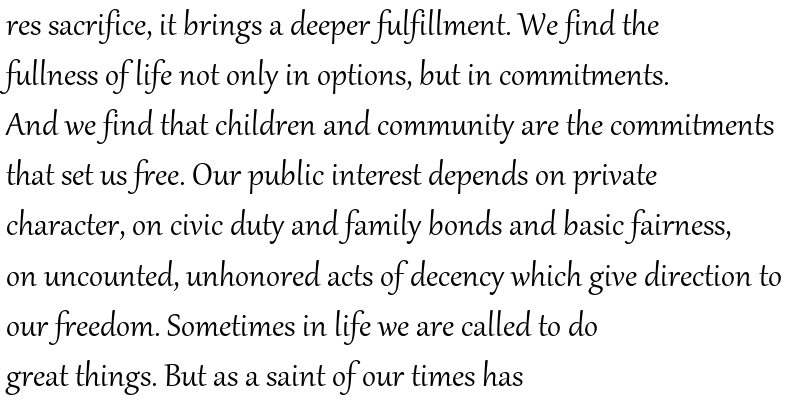 res sacrifice, it brings a deeper fulfillment. We find the
fullness of life not only in options, but in commitments.
And we find that children and community are the commitments
that set us free. Our public interest depends on private
character, on civic duty and family bonds and basic fairness,
on uncounted, unhonored acts of decency which give direction to
our freedom. Sometimes in life we are called to do
great things. But as a saint of our times has